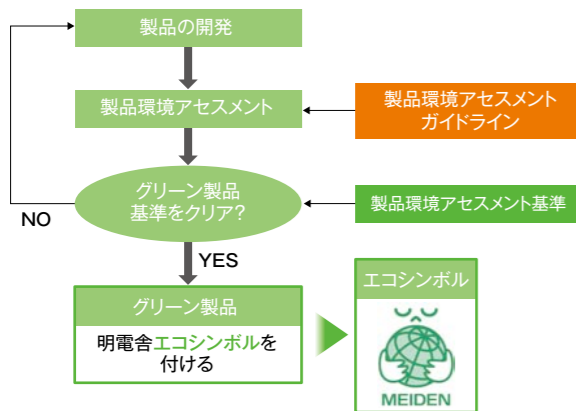 製品の開発
製品環境アセスメント
製品環境アセスメント
ガイドライン
グリーン製品
基準をクリア?
製品環境アセスメント基準
NO
YES
グリーン製品
明電舎エコシンボルを
付ける
エコシンボル
MEIDEN